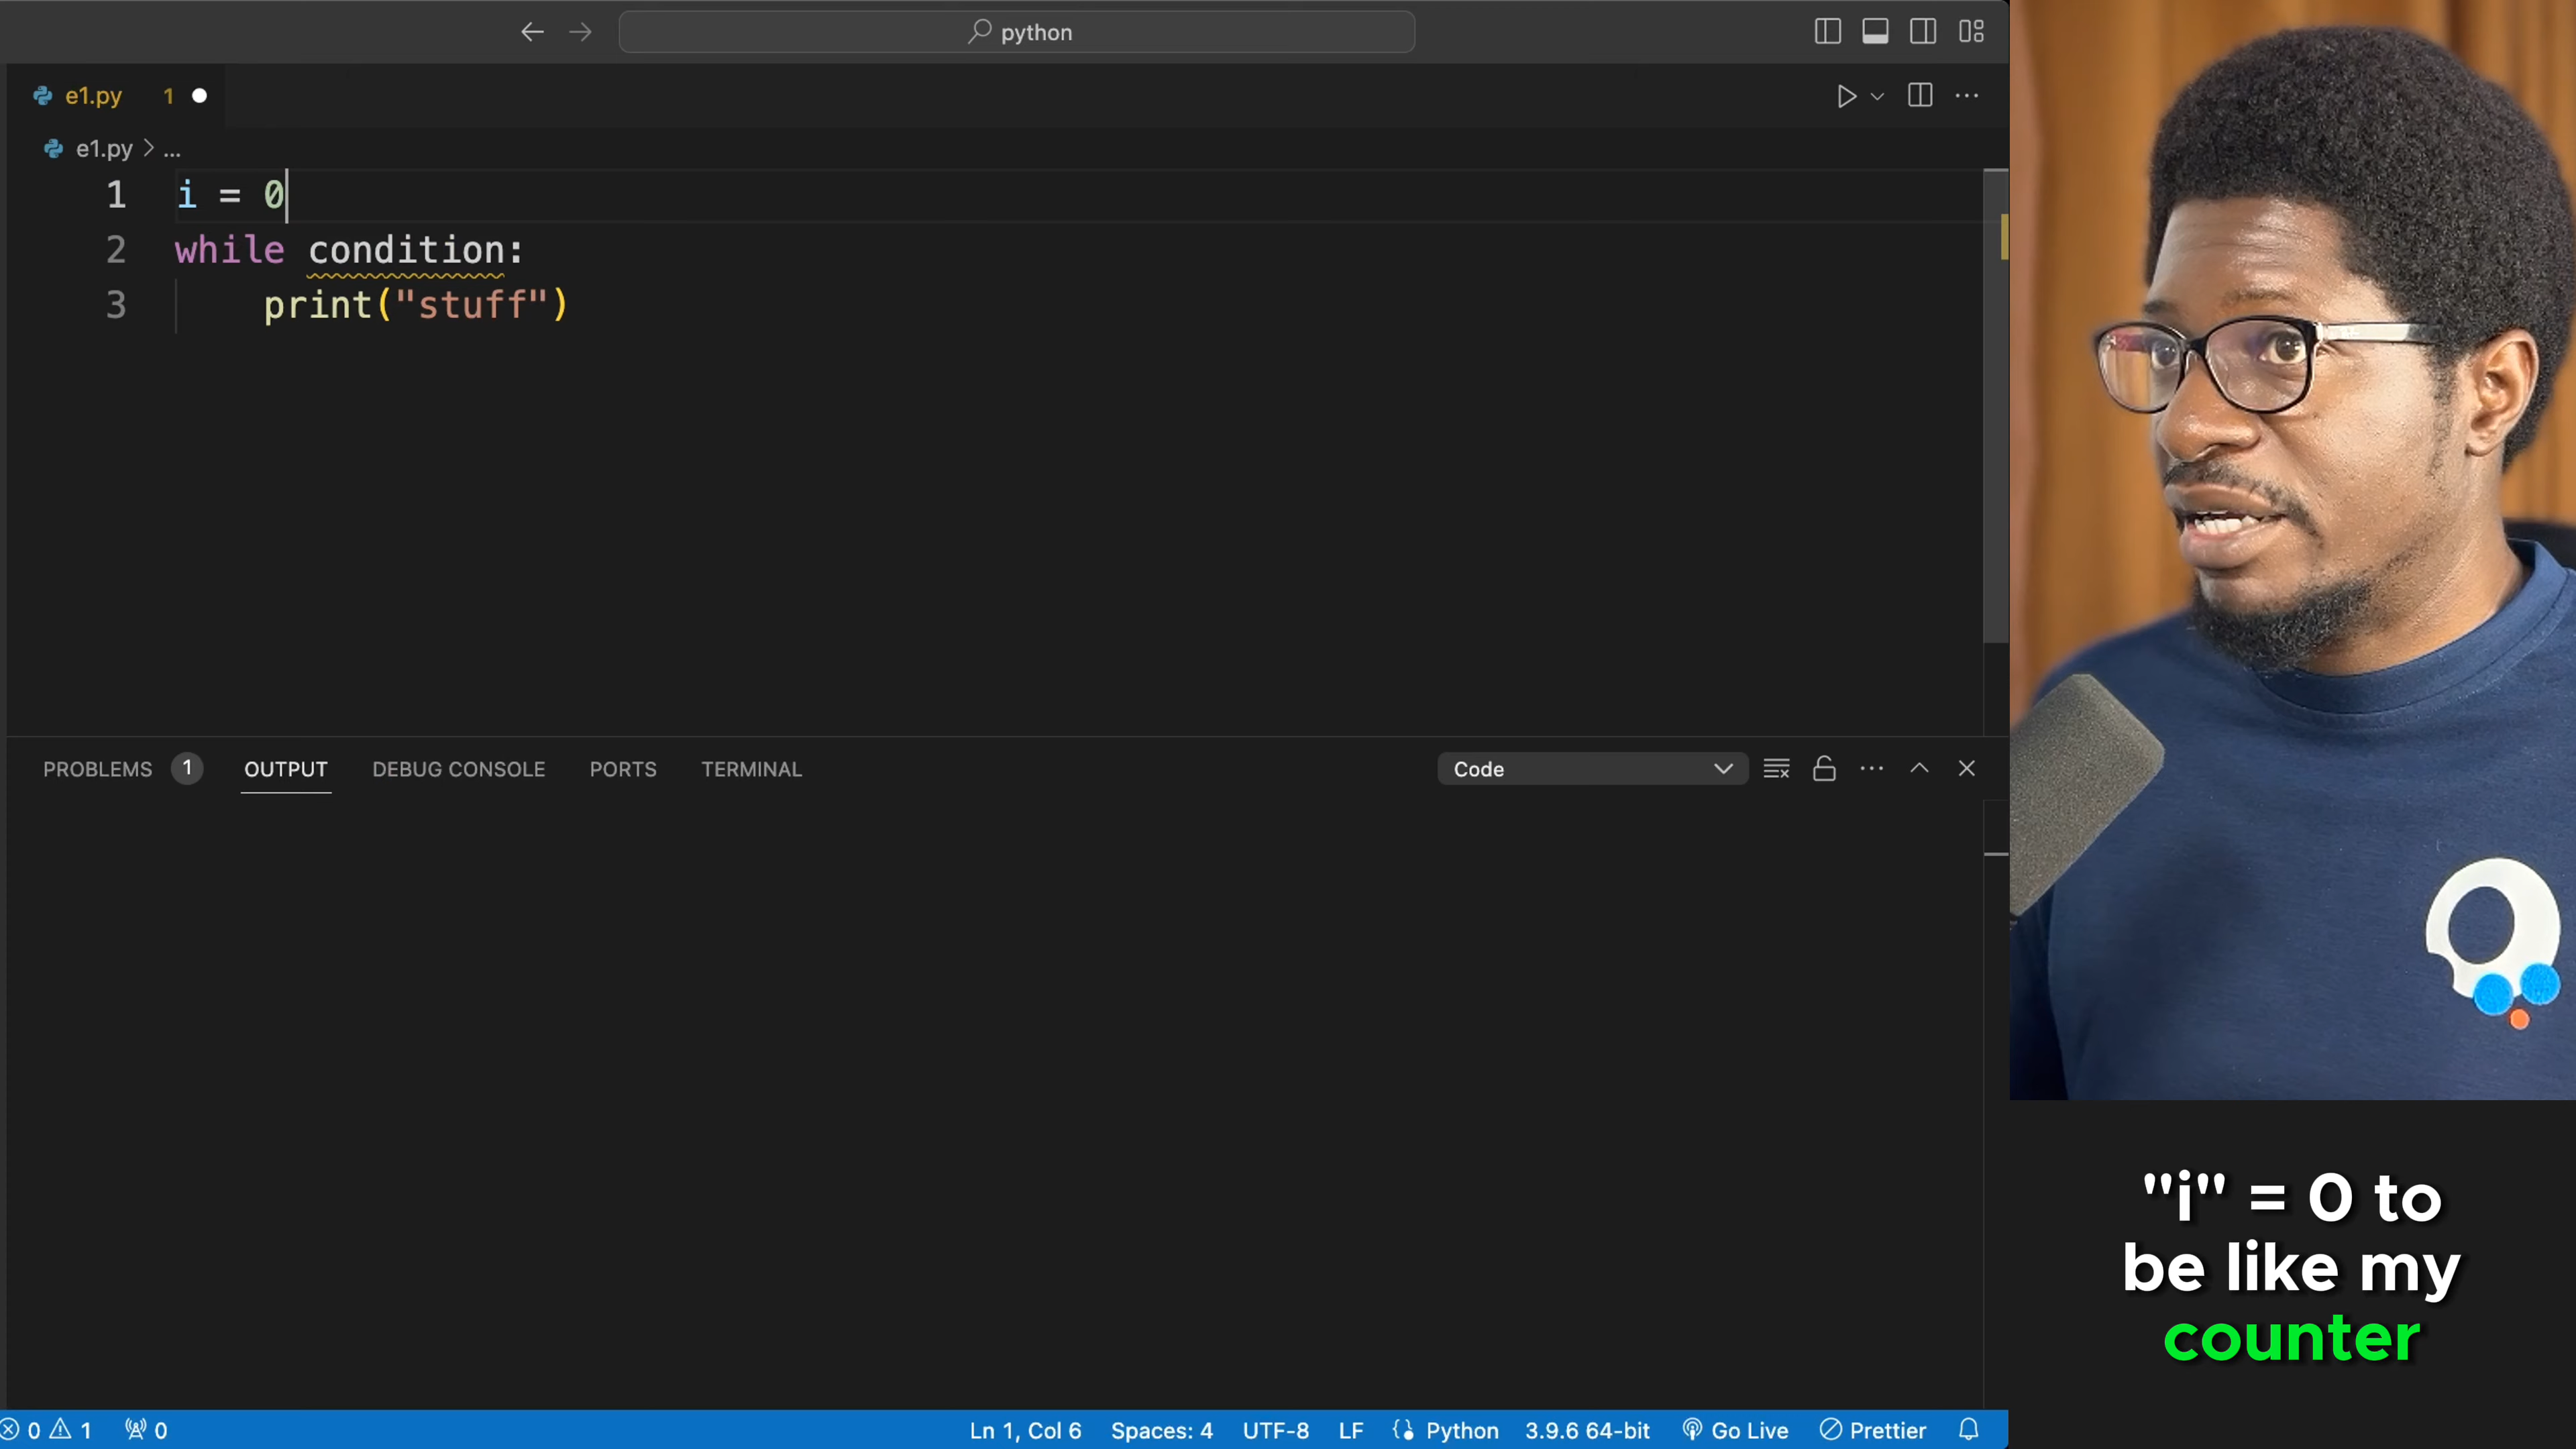 python
e1.py 1
e1.py > ...
1 i = 0
2 while condition:
3 print("stuff")
PROBLEMS 1 OUTPUT DEBUG CONSOLE PORTS TERMINAL Code
"i" = 0 to
be like my
counter
0 1 0 Ln 1, Col 6 Spaces: 4 UTF-8 LF Python 3.9.6 64-bit Go Live Prettier